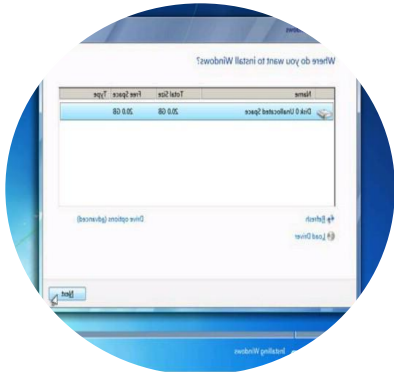 Where do you want to install Windows?
Name Total Size Free Space Type
Disk 0 Unallocated Space 20.0 GB 20.0 GB
Refresh Drive options (advanced)
Load Driver
Next
Installing Windows